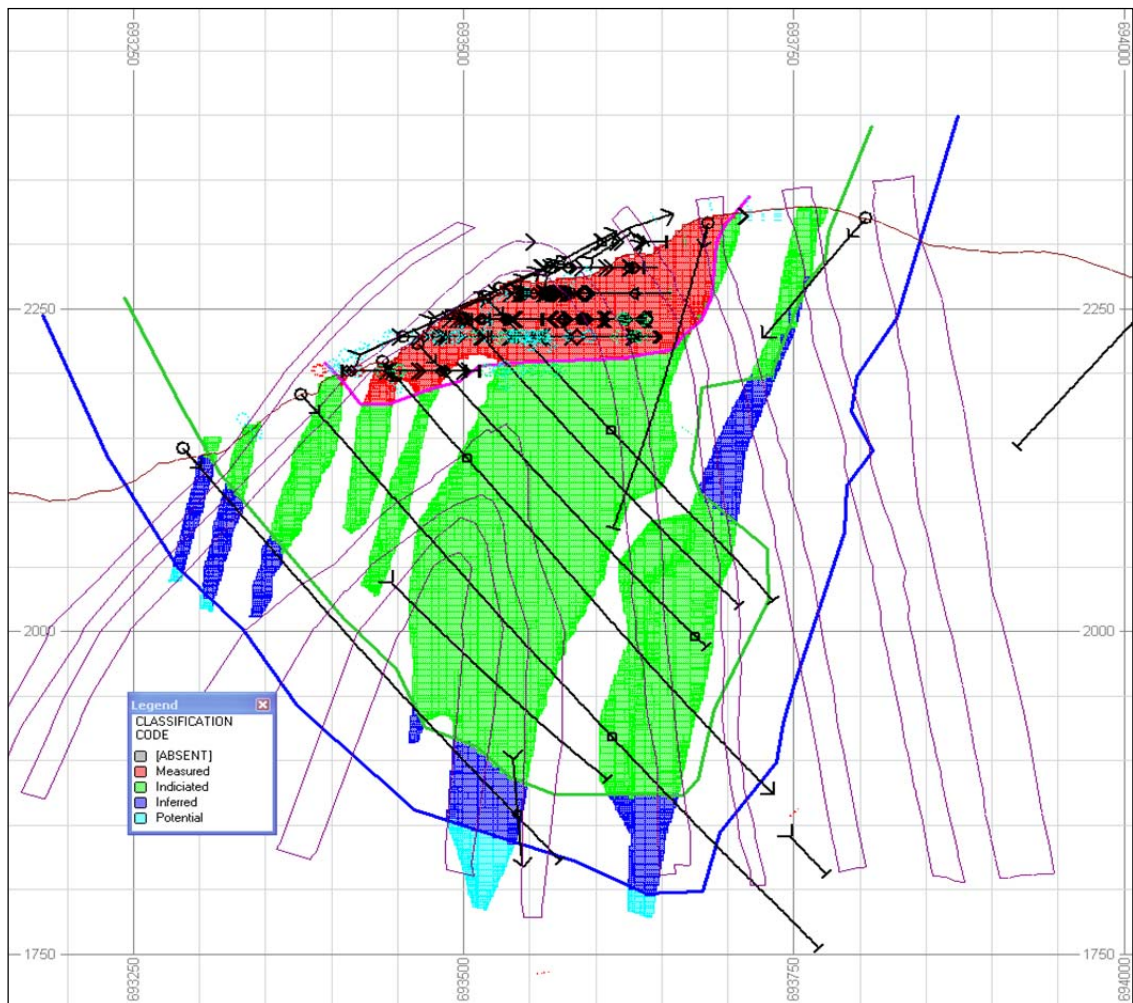 693250
693500
693750
694000
2250
2250
2000
2000
Legend
CLASSIFICATION
CODE
[ABSENT]
Measured
Indiciated
Inferred
Potential
1750
1750
693250
693500
693750
694000